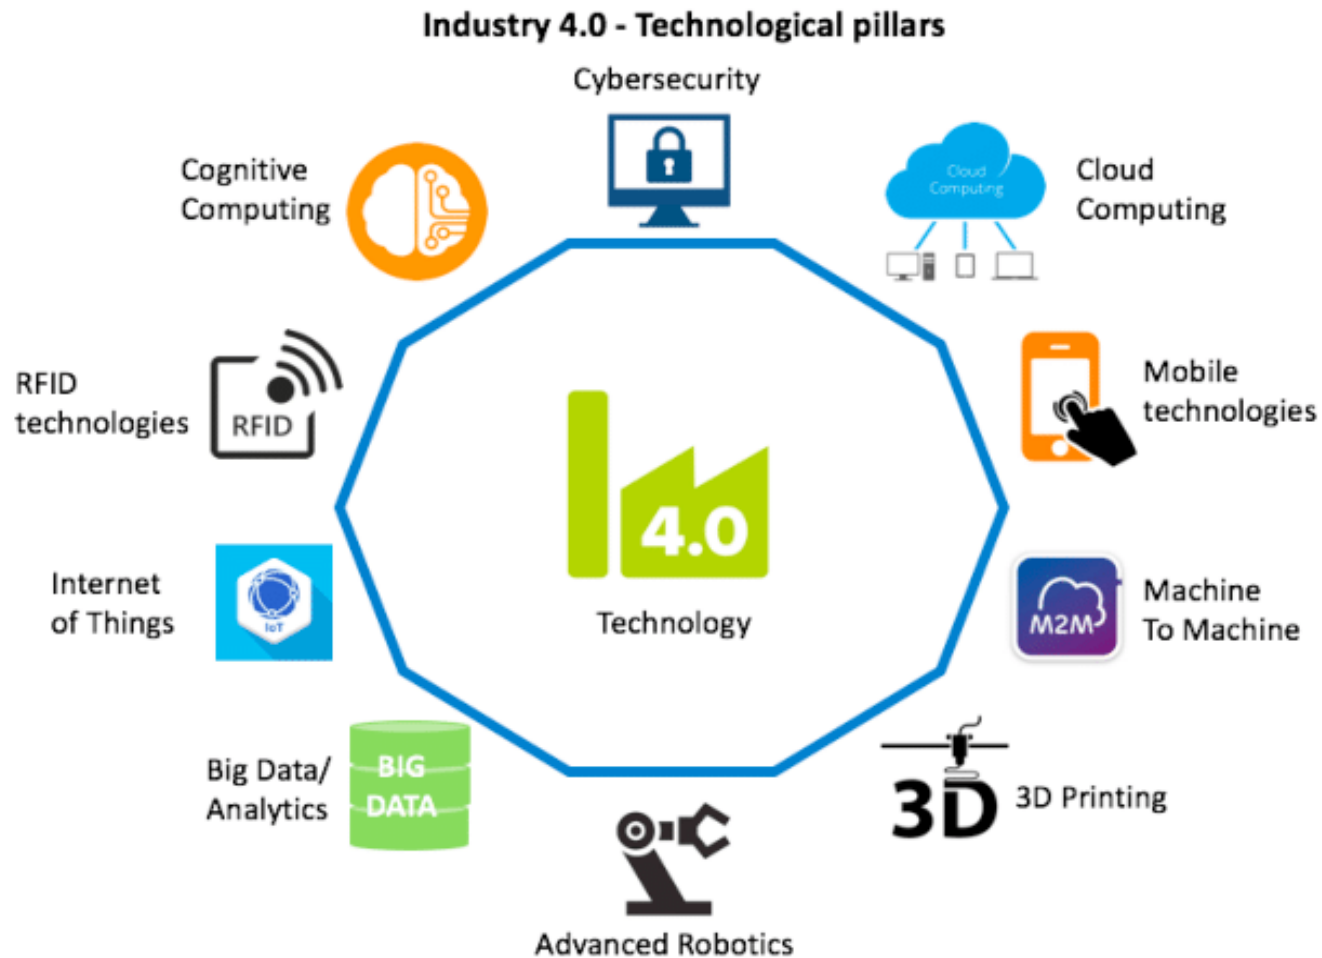 Industry 4.0 - Technological pillars
Cybersecurity
Cognitive
Computing
Cloud
Computing
Cloud
Computing
RFID
technologies
RFID
Mobile
technologies
4.0
Technology
Internet
of Things
IoT
M2M
Machine
To Machine
Big Data/
Analytics
BIG
DATA
3D
3D Printing
Advanced Robotics